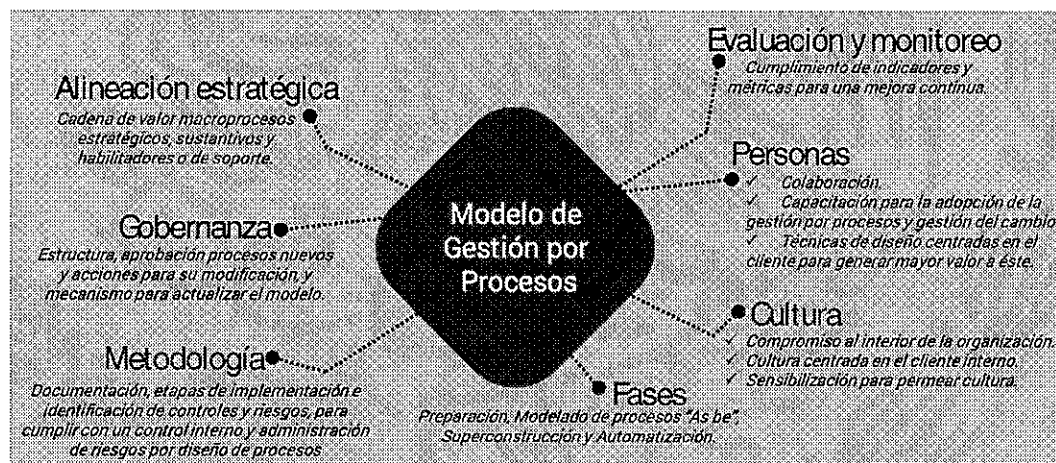 Alineación estratégica
Cadena de valor macroprocesos
estratégicos, sustantivos y
habilitadores o de soporte.
Gobernanza
Estructura, aprobación procesos nuevos
y acciones para su modificación, y
mecanismo para actualizar el modelo.
Metodología
Documentación, etapas de implementación e
identificación de controles y riesgos, para
cumplir con un control interno y administración
de riesgos por diseño de procesos
Modelo de
Gestión por
Procesos
Evaluación y monitoreo
Cumplimiento de indicadores y
métricas para una mejora continua.
Personas
✓ Colaboración.
✓ Capacitación para la adopción de la
gestión por procesos y gestión del cambio
✓ Técnicas de diseño centradas en el
cliente para generar mayor valor a éste.
Cultura
✓ Compromiso al interior de la organización.
✓ Cultura centrada en el cliente interno.
✓ Sensibilización para permear cultura.
Fases
Preparación, Modelado de procesos "As be",
Superconstrucción y Automatización.